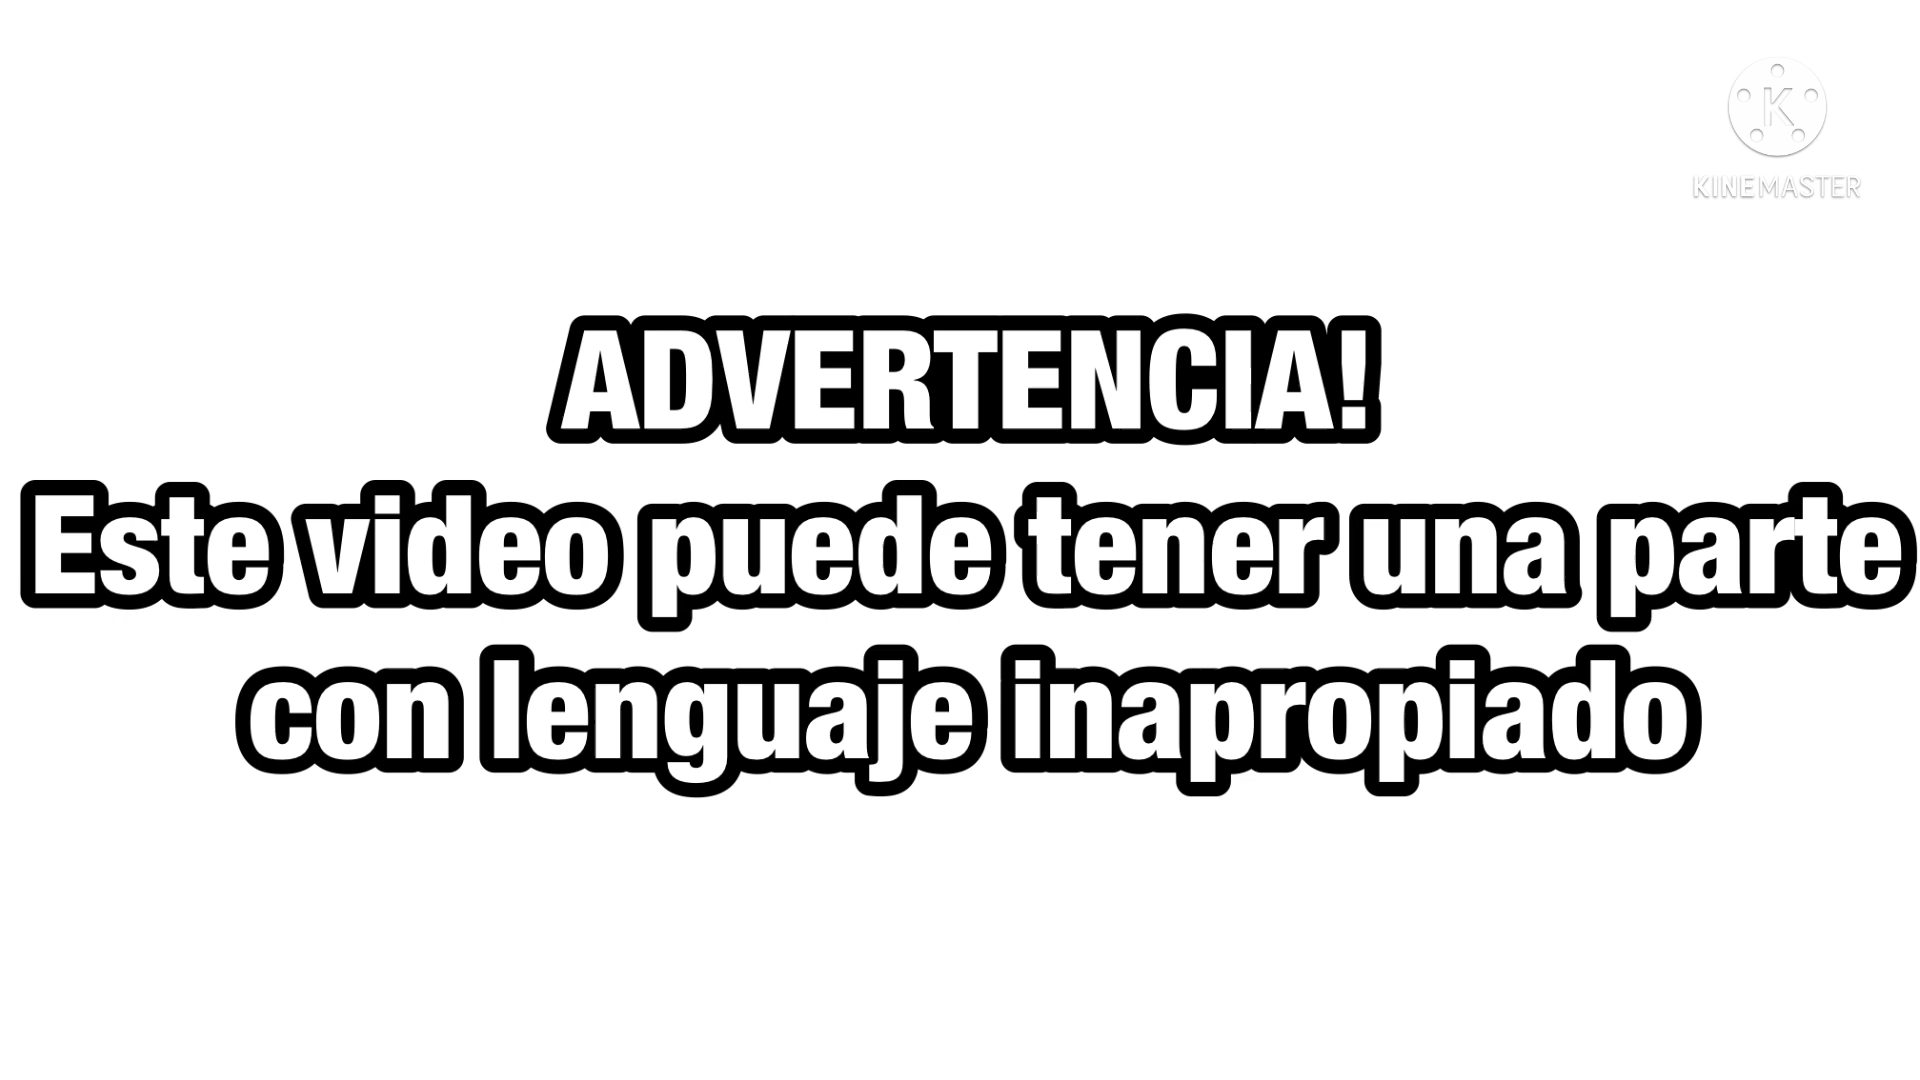 K
KINEMASTER
ADVERTENCIA!
Este video puede tener una parte
con lenguaje inapropiado